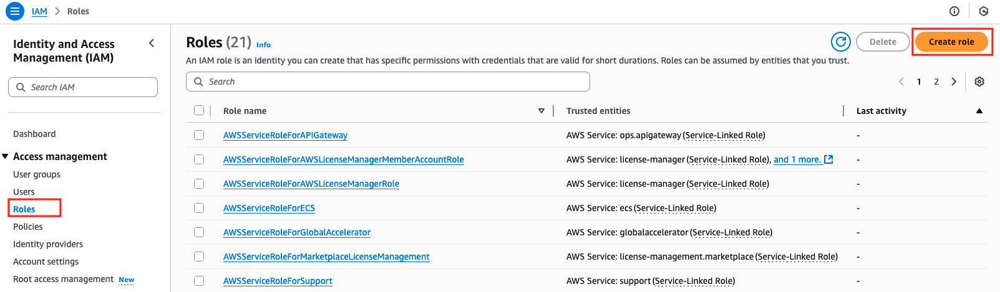 IAM > Roles
Identity and Access Management (IAM)
Search IAM
Dashboard
Access management
User groups
Users
Roles
Policies
Identity providers
Account settings
Root access management New
Roles (21) Info
Delete
Create role
An IAM role is an identity you can create that has specific permissions with credentials that are valid for short durations. Roles can be assumed by entities that you trust.
Search
1 2
Role name Trusted entities Last activity
AWSServiceRoleForAPIGateway AWS Service: ops.apigateway (Service-Linked Role) -
AWSServiceRoleForAWSLicenseManagerMemberAccountRole AWS Service: license-manager (Service-Linked Role), and 1 more. -
AWSServiceRoleForAWSLicenseManagerRole AWS Service: license-manager (Service-Linked Role) -
AWSServiceRoleForECS AWS Service: ecs (Service-Linked Role) -
AWSServiceRoleForGlobalAccelerator AWS Service: globalaccelerator (Service-Linked Role) -
AWSServiceRoleForMarketplaceLicenseManagement AWS Service: license-management.marketplace (Service-Linked Role) -
AWSServiceRoleForSupport AWS Service: support (Service-Linked Role) -